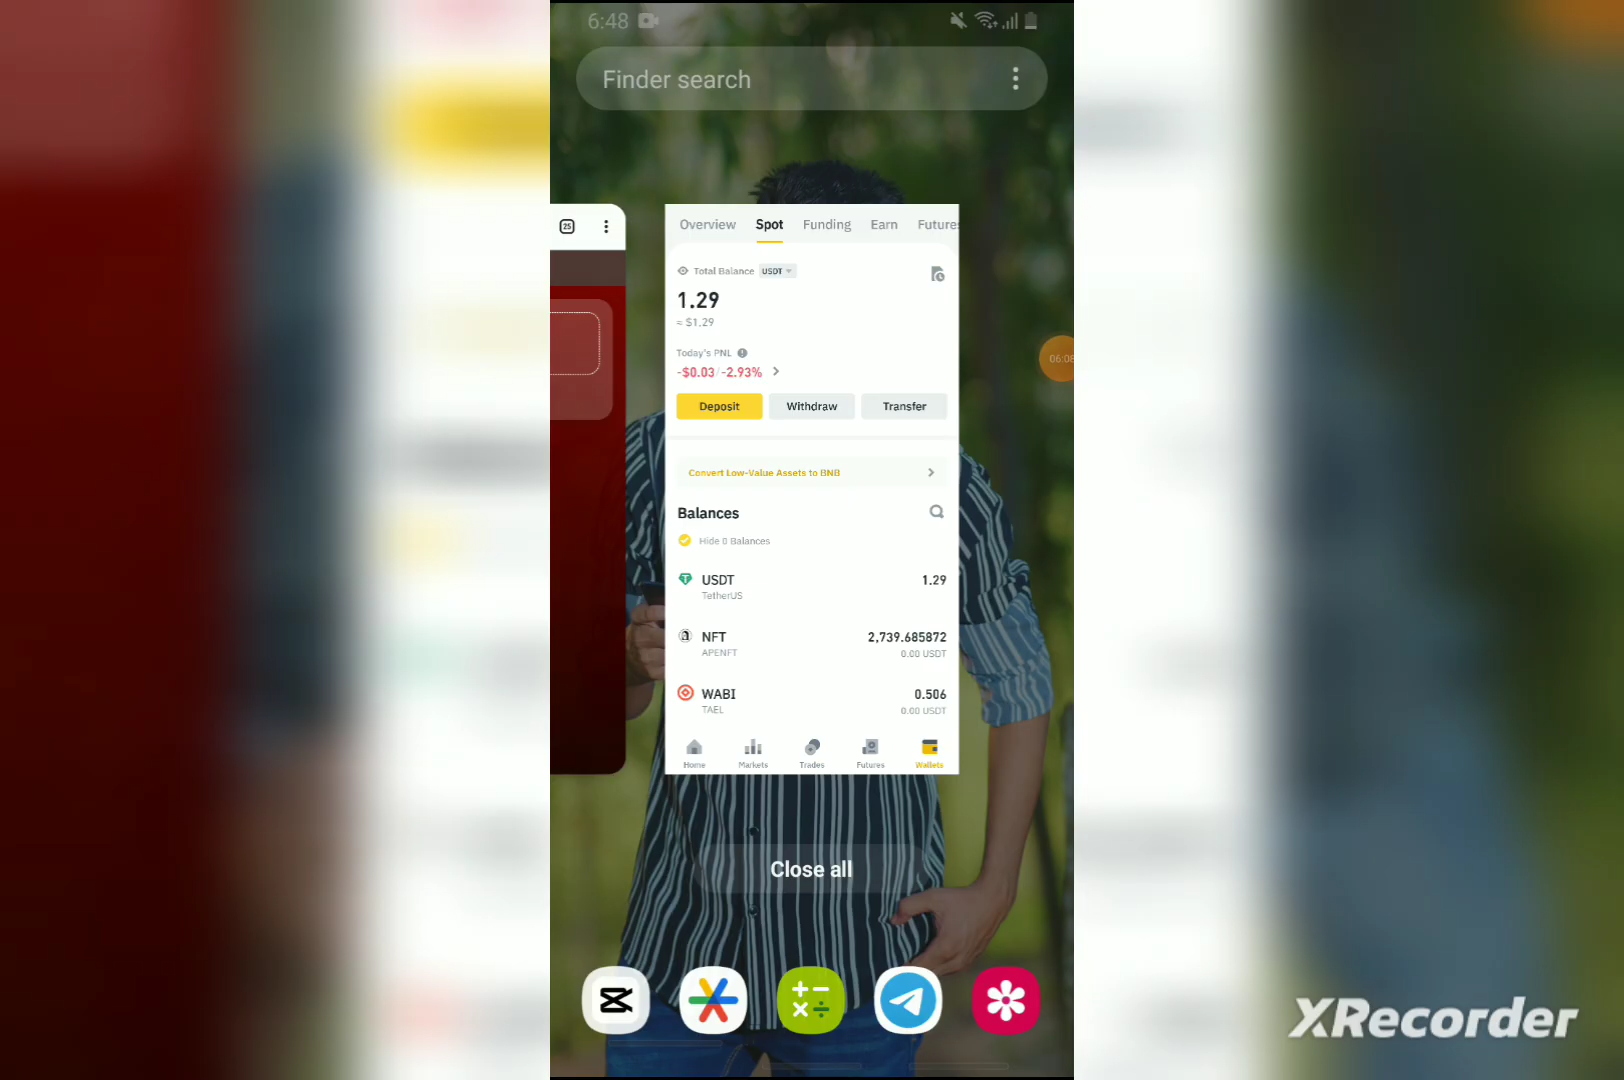 6:48
Finder search
25
Overview Spot Funding Earn Futures
Total Balance USDT
1.29
≈ $1.29
Today's PNL
-$0.03/-2.93%
06:08
Deposit Withdraw Transfer
Convert Low-Value Assets to BNB
Balances
Hide 0 Balances
USDT 1.29
TetherUS
NFT 2,739.685872
APENFT 0.00 USDT
WABI 0.506
TAEL 0.00 USDT
Home Markets Trades Futures Wallets
Close all
XRecorder